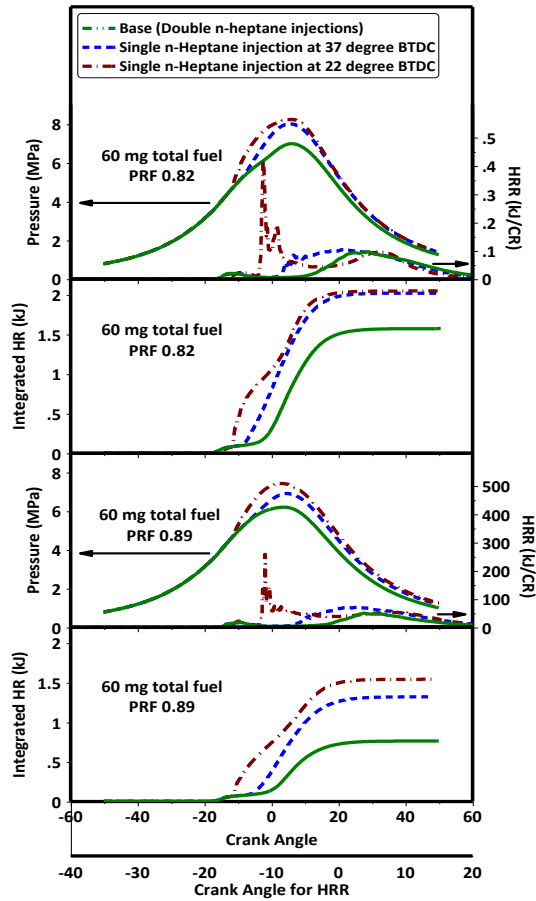 Base (Double n-heptane injections)
Single n-Heptane injection at 37 degree BTDC
Single n-Heptane injection at 22 degree BTDC
Pressure (MPa)
8
6
4
2
0
60 mg total fuel
PRF 0.82
.5
.4
.3
.2
.1
0
HRR (kJ/CR)
Integrated HR (kJ)
2
1.5
1
.5
0
60 mg total fuel
PRF 0.82
Pressure (MPa)
8
6
4
2
0
60 mg total fuel
PRF 0.89
500
400
300
200
100
50
0
HRR (kJ/CR)
Integrated HR (kJ)
2
1.5
1
.5
0
60 mg total fuel
PRF 0.89
-60 -40 -20 0 20 40 60
Crank Angle
-40 -30 -20 -10 0 10 20
Crank Angle for HRR